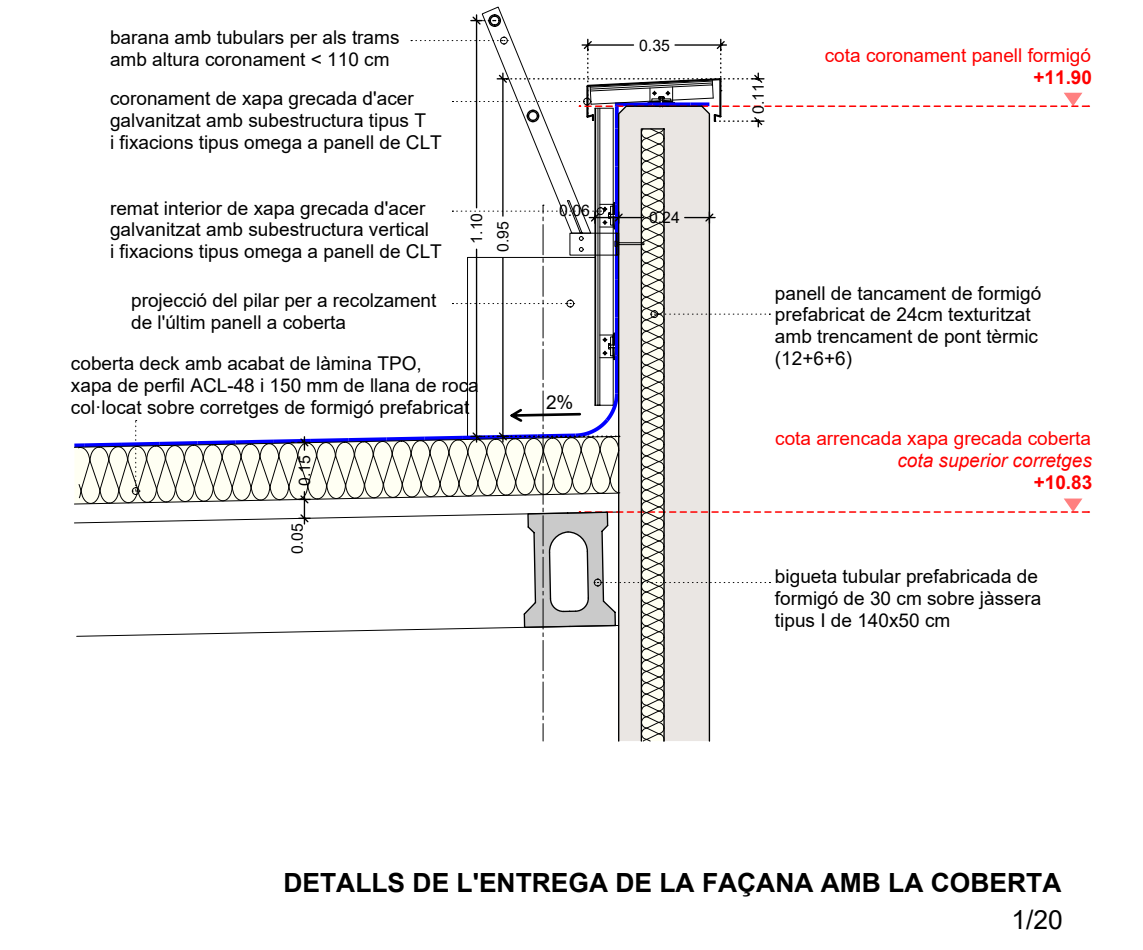 barana amb tubulars per als trams
amb altura coronament < 110 cm
coronament de xapa grecada d'acer
galvanitzat amb subestructura tipus T
i fixacions tipus omega a panell de CLT
remat interior de xapa grecada d'acer
galvanitzat amb subestructura vertical
i fixacions tipus omega a panell de CLT
projecció del pilar per a recolzament
de l'últim panell a coberta
coberta deck amb acabat de làmina TPO,
xapa de perfil ACL-48 i 150 mm de llana de roca
col·locat sobre corretges de formigó prefabricat
0.35
0.11
1.10
0.95
0.06
0.24
2%
0.15
0.05
cota coronament panell formigó
+11.90
panell de tancament de formigó
prefabricat de 24cm texturitzat
amb trencament de pont tèrmic
(12+6+6)
cota arrencada xapa grecada coberta
cota superior corretges
+10.83
bigueta tubular prefabricada de
formigó de 30 cm sobre jàssera
tipus I de 140x50 cm
DETALLS DE L'ENTREGA DE LA FAÇANA AMB LA COBERTA
1/20